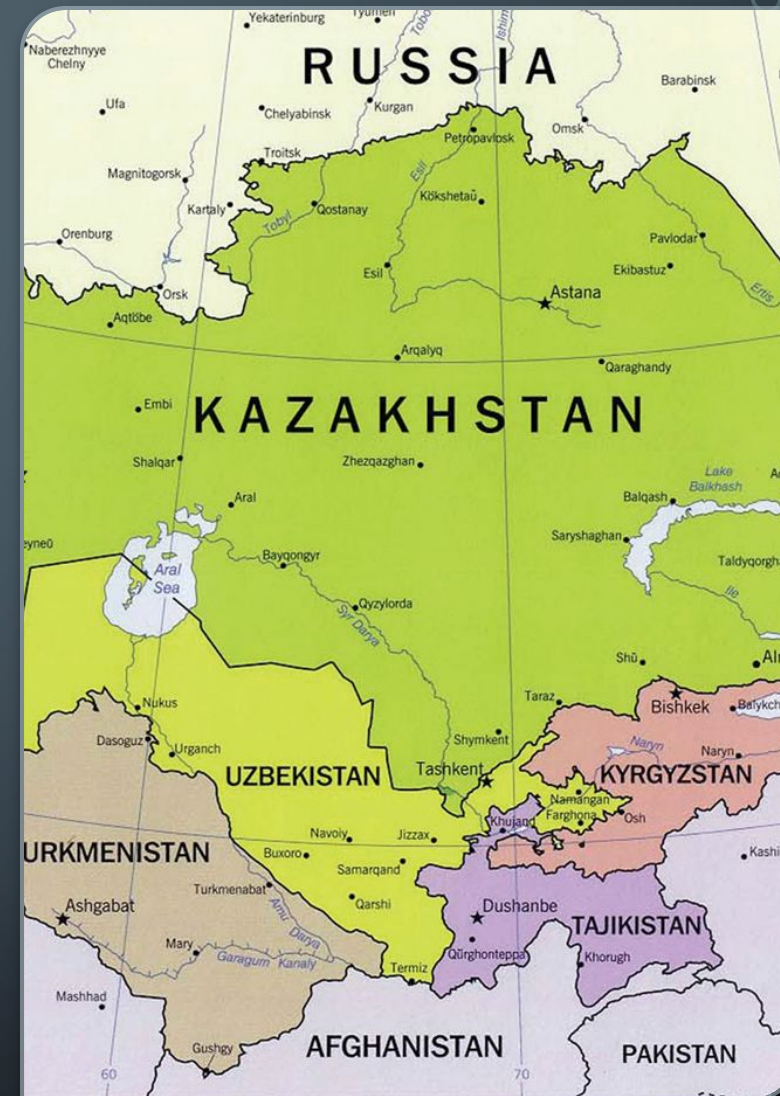 Yekaterinburg
Tyumen
Tobo
Ishim
Naberezhnyye
Chelny
RUSSIA
Barabinsk
Ufa
Chelyabinsk
Kurgan
Omsk
Petropavlosk
Troitsk
Magnitogorsk
Esil
Kökshetaū
Kartaly
Qostanay
Tobyl
Orenburg
Pavlodar
Esil
Ekibastuz
Orsk
Astana
Ertis
Aqtöbe
Arqalyq
Qaraghandy
Embi
KAZAKHSTAN
Shalqar
Zhezqazghan
Lake
Balkhash
Aral
Balqash
Saryshaghan
eyneū
Bayqongyr
Taldyqorgh
Aral
Sea
Ile
Qyzylorda
Syr Darya
Shū
Alm
Taraz
Nukus
Bishkek
Balykch
Dasoguz
Urganch
Shymkent
Naryn
Naryn
Tashkent
UZBEKISTAN
KYRGYZSTAN
Namangan
Khujand
Farghona
Osh
Navoiy
Jizzax
URKMENISTAN
Buxoro
Kashi
Samarqand
Turkmenabat
Qarshi
Ashgabat
Amu Darya
Dushanbe
TAJIKISTAN
Mary
Garagum Kanaly
Qŭrghonteppa
Khorugh
Termiz
Mashhad
Gushgy
AFGHANISTAN
PAKISTAN
60
70